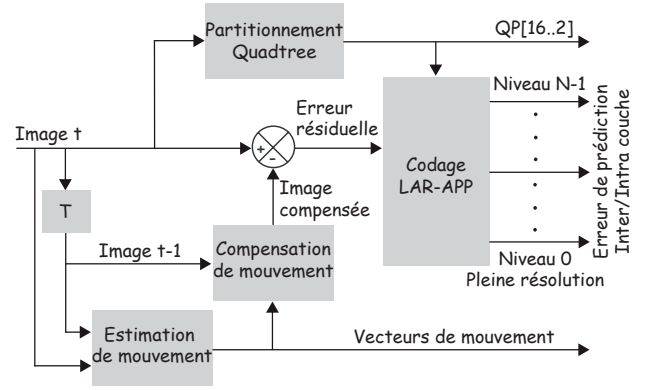 Partitionnement
Quadtree
QP[16..2]
Niveau N-1
Erreur
résiduelle
Image t
+
-
Codage
LAR-APP
Erreur de prédiction
Inter/Intra couche
Image
compensée
T
Image t-1
Compensation
de mouvement
Niveau 0
Pleine résolution
Estimation
de mouvement
Vecteurs de mouvement